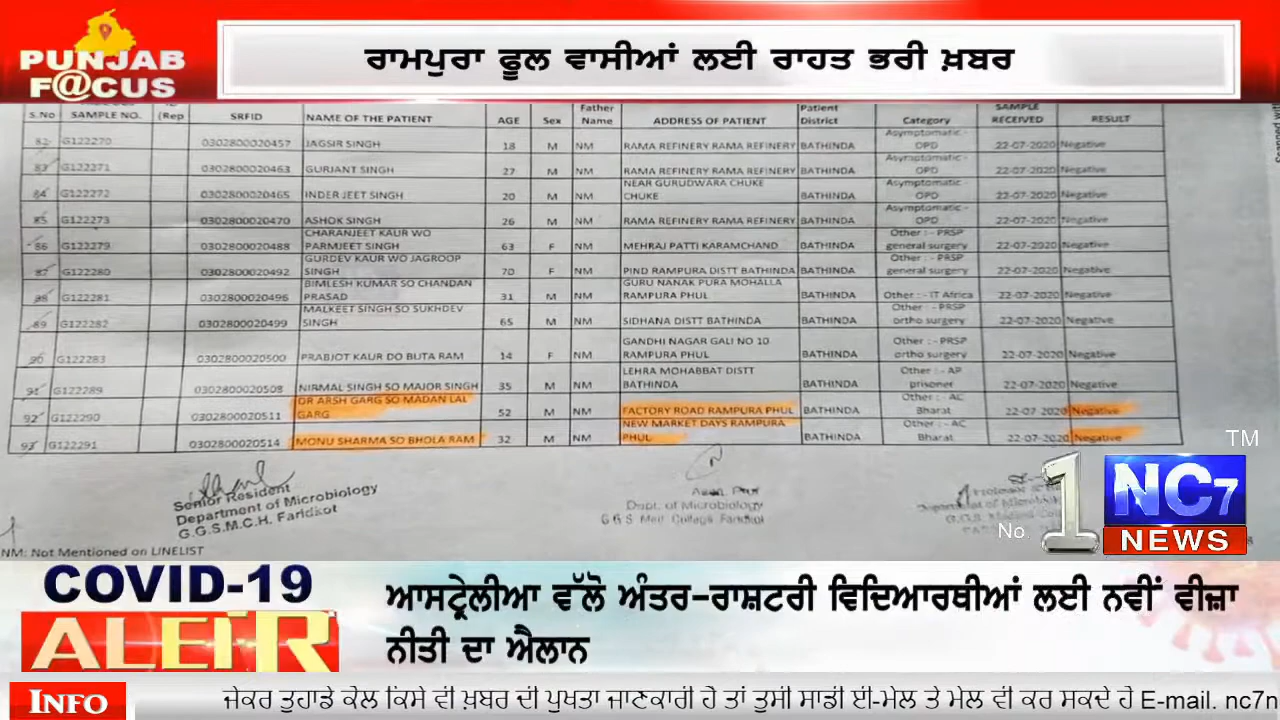 PUNJAB
F@CUS
ਰਾਮਪੁਰਾ ਫੂਲ ਵਾਸੀਆਂ ਲਈ ਰਾਹਤ ਭਰੀ ਖ਼ਬਰ
S.No SAMPLE NO. (Rep SRFID NAME OF THE PATIENT AGE Sex Father Name ADDRESS OF PATIENT Patient District Category SAMPLE RECEIVED RESULT
82 G122270 0302800020457 JAGSIR SINGH 18 M NM RAMA REFINERY RAMA REFINERY BATHINDA Asymptomatic - OPD 22-07-2020 Negative
83 G122271 0302800020463 GURJANT SINGH 27 M NM RAMA REFINERY RAMA REFINERY BATHINDA Asymptomatic - OPD 22-07-2020 Negative
84 G122272 0302800020465 INDER JEET SINGH 20 M NM NEAR GURUDWARA CHUKE CHUKE BATHINDA Asymptomatic - OPD 22-07-2020 Negative
85 G122273 0302800020470 ASHOK SINGH 26 M NM RAMA REFINERY RAMA REFINERY BATHINDA Asymptomatic - OPD 22-07-2020 Negative
86 G122279 0302800020488 CHARANJEET KAUR WO PARMJEET SINGH 63 F NM MEHRAJ PATTI KARAMCHAND BATHINDA Other : - PRSP general surgery 22-07-2020 Negative
87 G122280 0302800020492 GURDEV KAUR WO JAGROOP SINGH 70 F NM PIND RAMPURA DISTT BATHINDA BATHINDA Other : - PRSP general surgery 22-07-2020 Negative
88 G122281 0302800020496 BIMLESH KUMAR SO CHANDAN PRASAD 31 M NM GURU NANAK PURA MOHALLA RAMPURA PHUL BATHINDA Other : - IT Africa 22-07-2020 Negative
89 G122282 0302800020499 MALKEET SINGH SO SUKHDEV SINGH 65 M NM SIDHANA DISTT BATHINDA BATHINDA Other : - PRSP ortho surgery 22-07-2020 Negative
90 G122283 0302800020500 PRABJOT KAUR DO BUTA RAM 14 F NM GANDHI NAGAR GALI NO 10 RAMPURA PHUL BATHINDA Other : - PRSP ortho surgery 22-07-2020 Negative
91 G122289 0302800020508 NIRMAL SINGH SO MAJOR SINGH 35 M NM LEHRA MOHABBAT DISTT BATHINDA BATHINDA Other : - AP prisoner 22-07-2020 Negative
92 G122290 0302800020511 DR ARSH GARG SO MADAN LAL GARG 52 M NM FACTORY ROAD RAMPURA PHUL BATHINDA Other : - AC Bharat 22-07-2020 Negative
93 G122291 0302800020514 MONU SHARMA SO BHOLA RAM 32 M NM NEW MARKET DAYS RAMPURA PHUL BATHINDA Other : - AC Bharat 22-07-2020 Negative
Senior Resident
Department of Microbiology
G.G.S.M.C.H. Faridkot
Dept. of Microbiology
G.G.S Med. College Faridkot
NM: Not Mentioned on LINELIST
TM
No. 1 NC7
NEWS
COVID-19
ਆਸਟ੍ਰੇਲੀਆ ਵੱਲੋ ਅੰਤਰ-ਰਾਸ਼ਟਰੀ ਵਿਦਿਆਰਥੀਆਂ ਲਈ ਨਵੀਂ ਵੀਜ਼ਾ
ਨੀਤੀ ਦਾ ਐਲਾਨ
INFO
ਜੇਕਰ ਤੁਹਾਡੇ ਕੋਲ ਕਿਸੇ ਵੀ ਖ਼ਬਰ ਦੀ ਪੁਖਤਾ ਜਾਣਕਾਰੀ ਹੈ ਤਾਂ ਤੁਸੀ ਸਾਡੀ ਈ-ਮੇਲ ਤੇ ਮੇਲ ਵੀ ਕਰ ਸਕਦੇ ਹੋ E-mail. nc7n